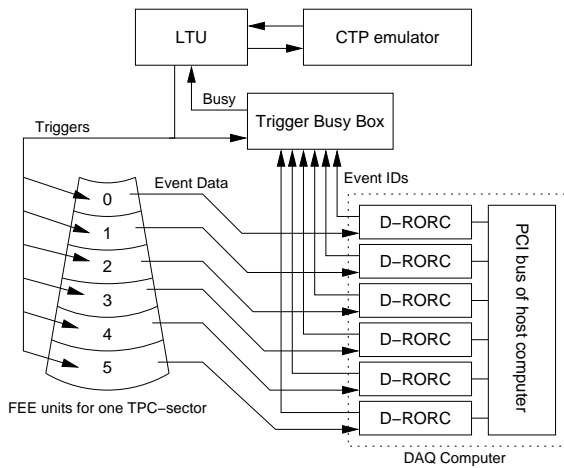 LTU
CTP emulator
Busy
Triggers
Trigger Busy Box
Event Data
Event IDs
0
1
2
3
4
5
D−RORC
D−RORC
D−RORC
D−RORC
D−RORC
D−RORC
PCI bus of
host computer
FEE units for one TPC−sector
DAQ Computer